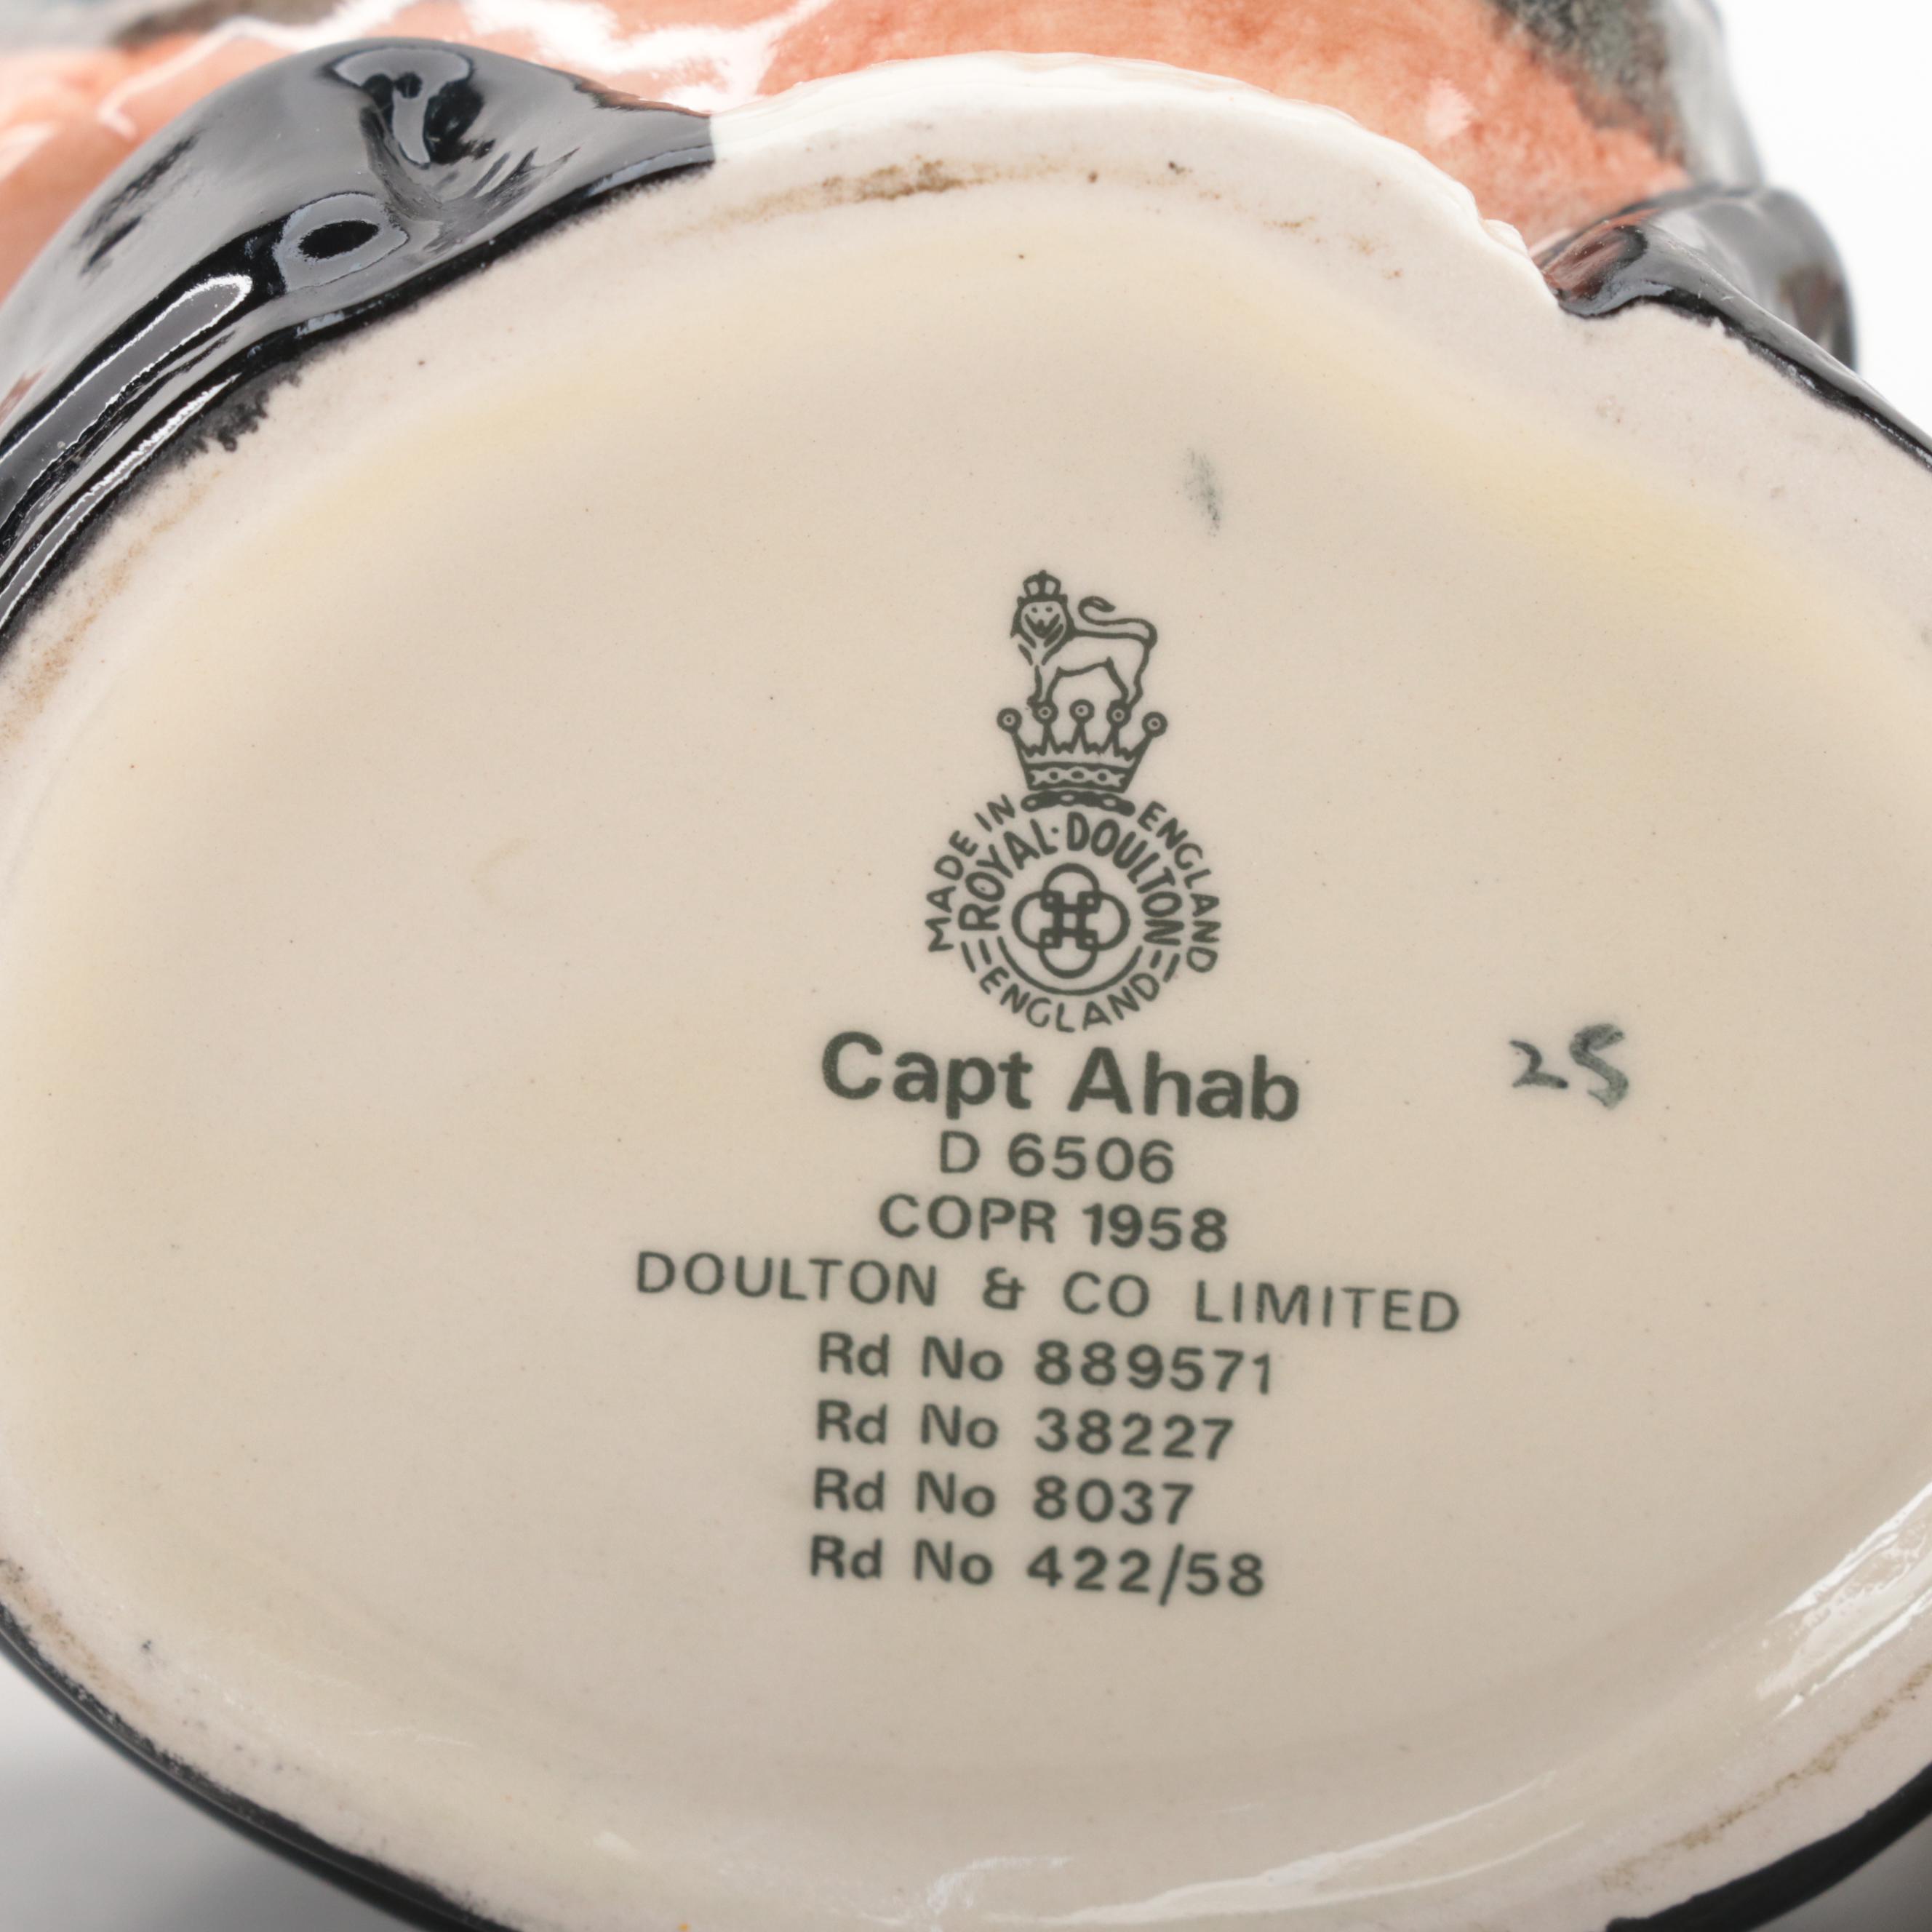 MADE IN ENGLAND
ROYAL·DOULTON
ENGLAND
Capt Ahab
D 6506
COPR 1958
DOULTON & CO LIMITED
Rd No 889571
Rd No 38227
Rd No 8037
Rd No 422/58
25